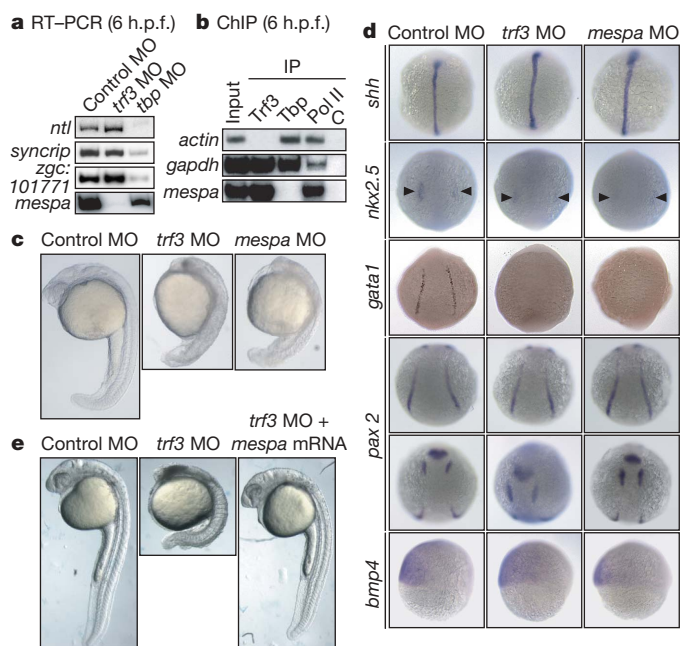 a RT–PCR (6 h.p.f.)
Control MO
trf3 MO
tbp MO
ntl
syncrip
zgc:
101771
mespa
b ChIP (6 h.p.f.)
IP
Input
Trf3
Tbp
Pol II
C
actin
gapdh
mespa
c Control MO trf3 MO mespa MO
d Control MO trf3 MO mespa MO
shh
nkx2.5
gata1
pax 2
bmp4
e Control MO trf3 MO
trf3 MO +
mespa mRNA